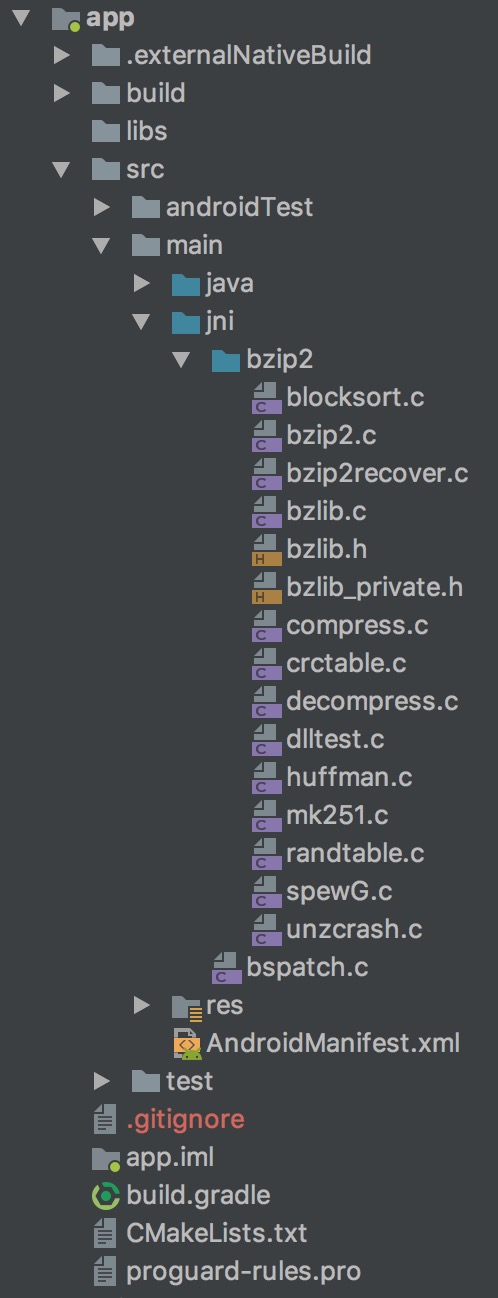 app
.externalNativeBuild
build
libs
src
androidTest
main
java
jni
bzip2
blocksort.c
bzip2.c
bzip2recover.c
bzlib.c
bzlib.h
bzlib_private.h
compress.c
crctable.c
decompress.c
dlltest.c
huffman.c
mk251.c
randtable.c
spewG.c
unzcrash.c
bspatch.c
res
AndroidManifest.xml
test
.gitignore
app.iml
build.gradle
CMakeLists.txt
proguard-rules.pro